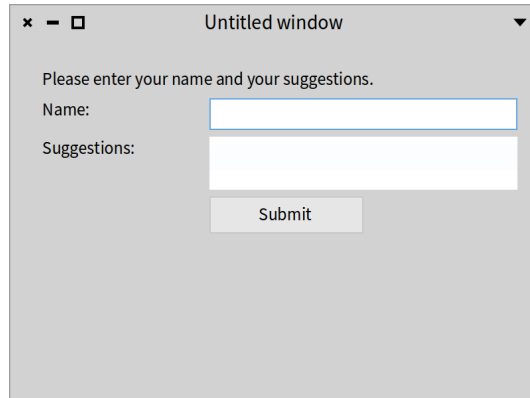 Untitled window
Please enter your name and your suggestions.
Name:
Suggestions:
Submit